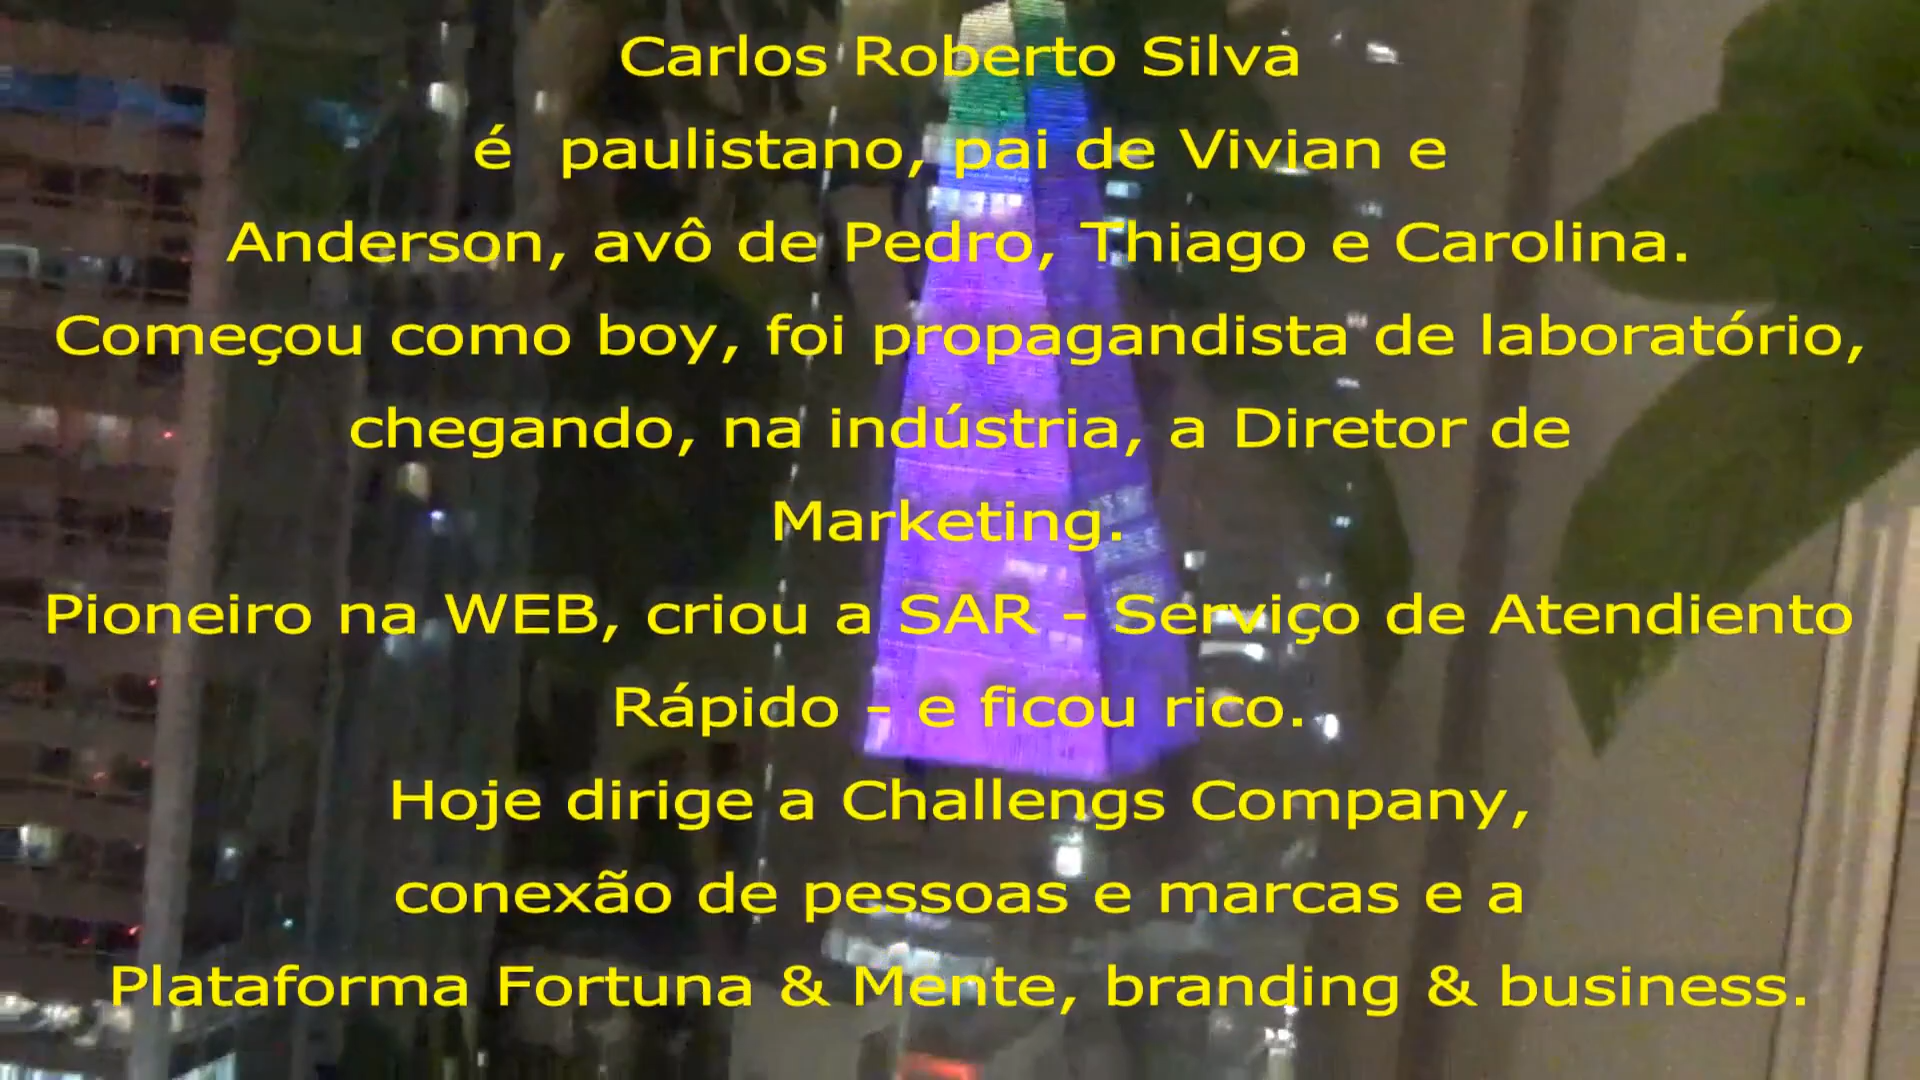 Carlos Roberto Silva
é  paulistano, pai de Vivian e
Anderson, avô de Pedro, Thiago e Carolina.
Começou como boy, foi propagandista de laboratório,
chegando, na indústria, a Diretor de
Marketing.
Pioneiro na WEB, criou a SAR - Serviço de Atendiento
Rápido - e ficou rico.
Hoje dirige a Challengs Company,
conexão de pessoas e marcas e a
Plataforma Fortuna & Mente, branding & business.